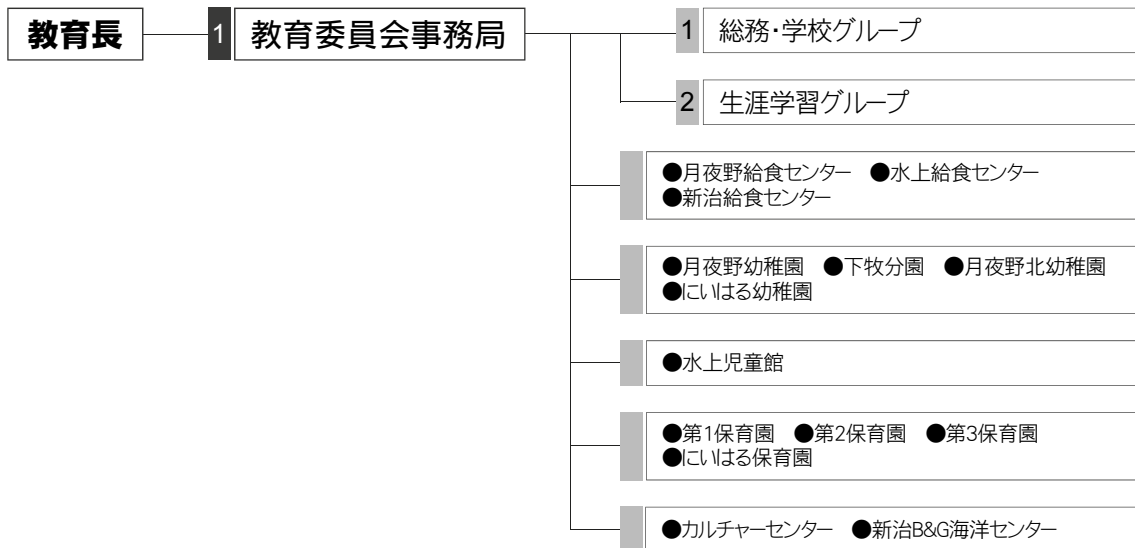 教育長
1 教育委員会事務局
1 総務・学校グループ
2 生涯学習グループ
●月夜野給食センター ●水上給食センター
●新治給食センター
●月夜野幼稚園 ●下牧分園 ●月夜野北幼稚園
●にいはる幼稚園
●水上児童館
●第1保育園 ●第2保育園 ●第3保育園
●にいはる保育園
●カルチャーセンター ●新治B&G海洋センター